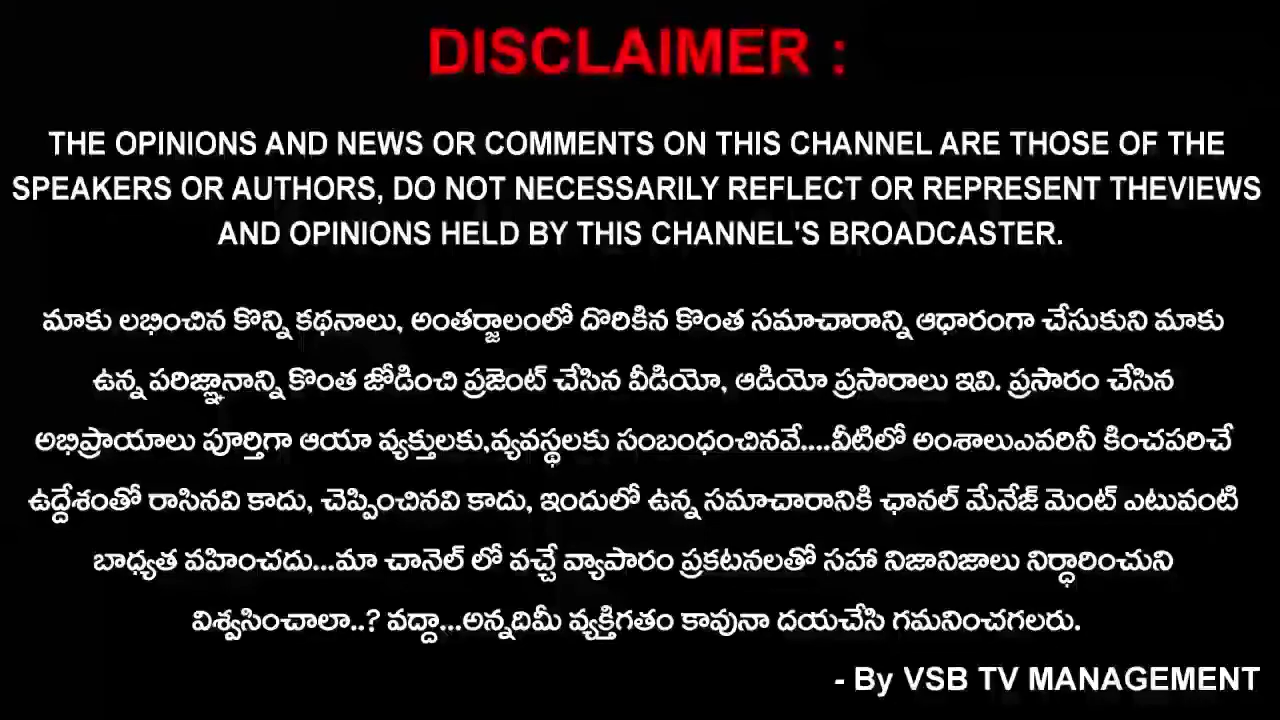 DISCLAIMER :
THE OPINIONS AND NEWS OR COMMENTS ON THIS CHANNEL ARE THOSE OF THE
SPEAKERS OR AUTHORS, DO NOT NECESSARILY REFLECT OR REPRESENT THEVIEWS
AND OPINIONS HELD BY THIS CHANNEL'S BROADCASTER.
మాకు లభించిన కొన్ని కథనాలు, అంతర్జాలంలో దొరికిన కొంత సమాచారాన్ని ఆధారంగా చేసుకుని మాకు
ఉన్న పరిజ్ఞానాన్ని కొంత జోడించి ప్రజెంట్ చేసిన వీడియో, ఆడియో ప్రసారాలు ఇవి. ప్రసారం చేసిన
అభిప్రాయాలు పూర్తిగా ఆయా వ్యక్తులకు,వ్యవస్థలకు సంబంధంచినవే....వీటిలో అంశాలుఎవరినీ కించపరిచే
ఉద్దేశంతో రాసినవి కాదు, చెప్పించినవి కాదు, ఇందులో ఉన్న సమాచారానికి ఛానల్ మేనేజ్ మెంట్ ఎటువంటి
బాధ్యత వహించదు...మా చానెల్ లో వచ్చే వ్యాపారం ప్రకటనలతో సహా నిజానిజాలు నిర్ధారించుని
విశ్వసించాలా..? వద్దా...అన్నదిమీ వ్యక్తిగతం కావునా దయచేసి గమనించగలరు.
- By VSB TV MANAGEMENT